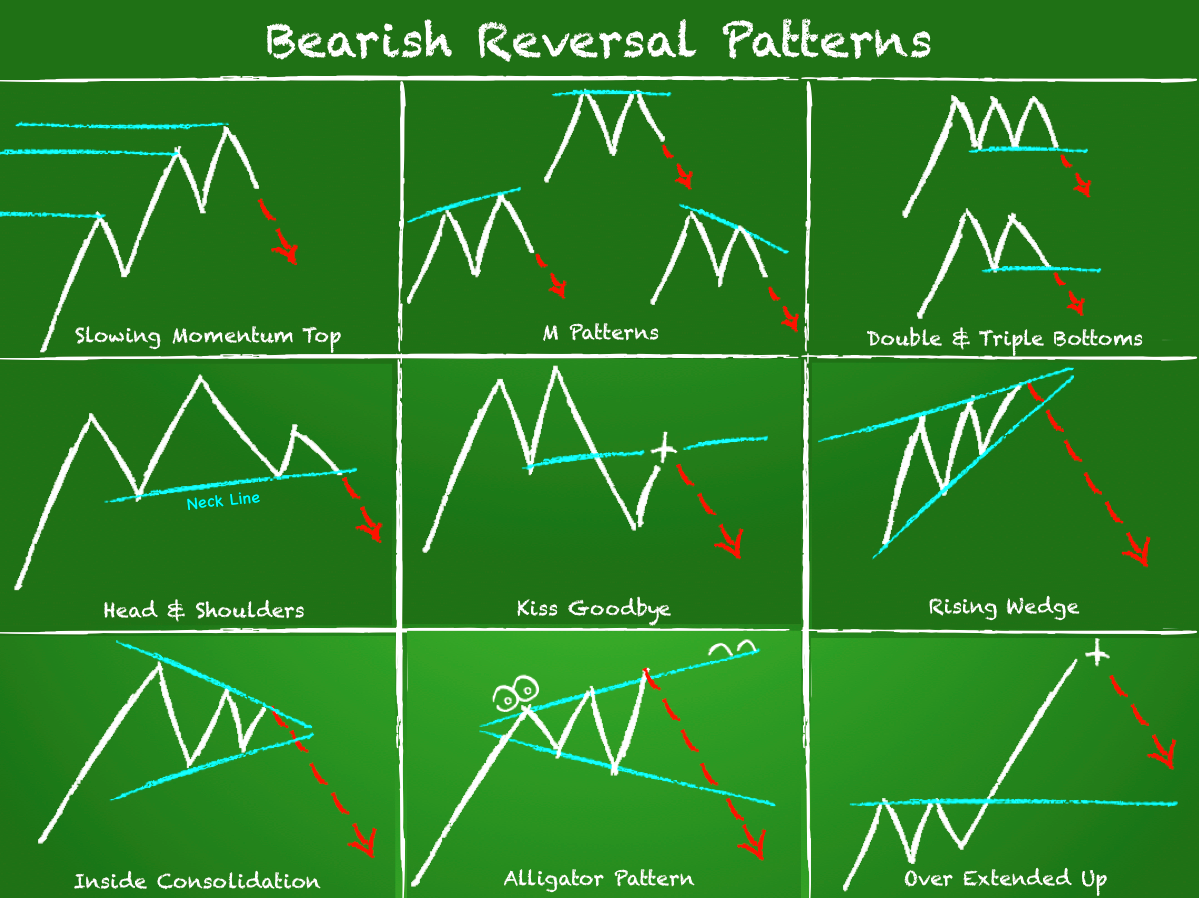 Bearish Reversal Patterns
Slowing Momentum Top
M Patterns
Double & Triple Bottoms
Neck Line
Head & Shoulders
Kiss Goodbye
Rising Wedge
Inside Consolidation
Alligator Pattern
Over Extended Up